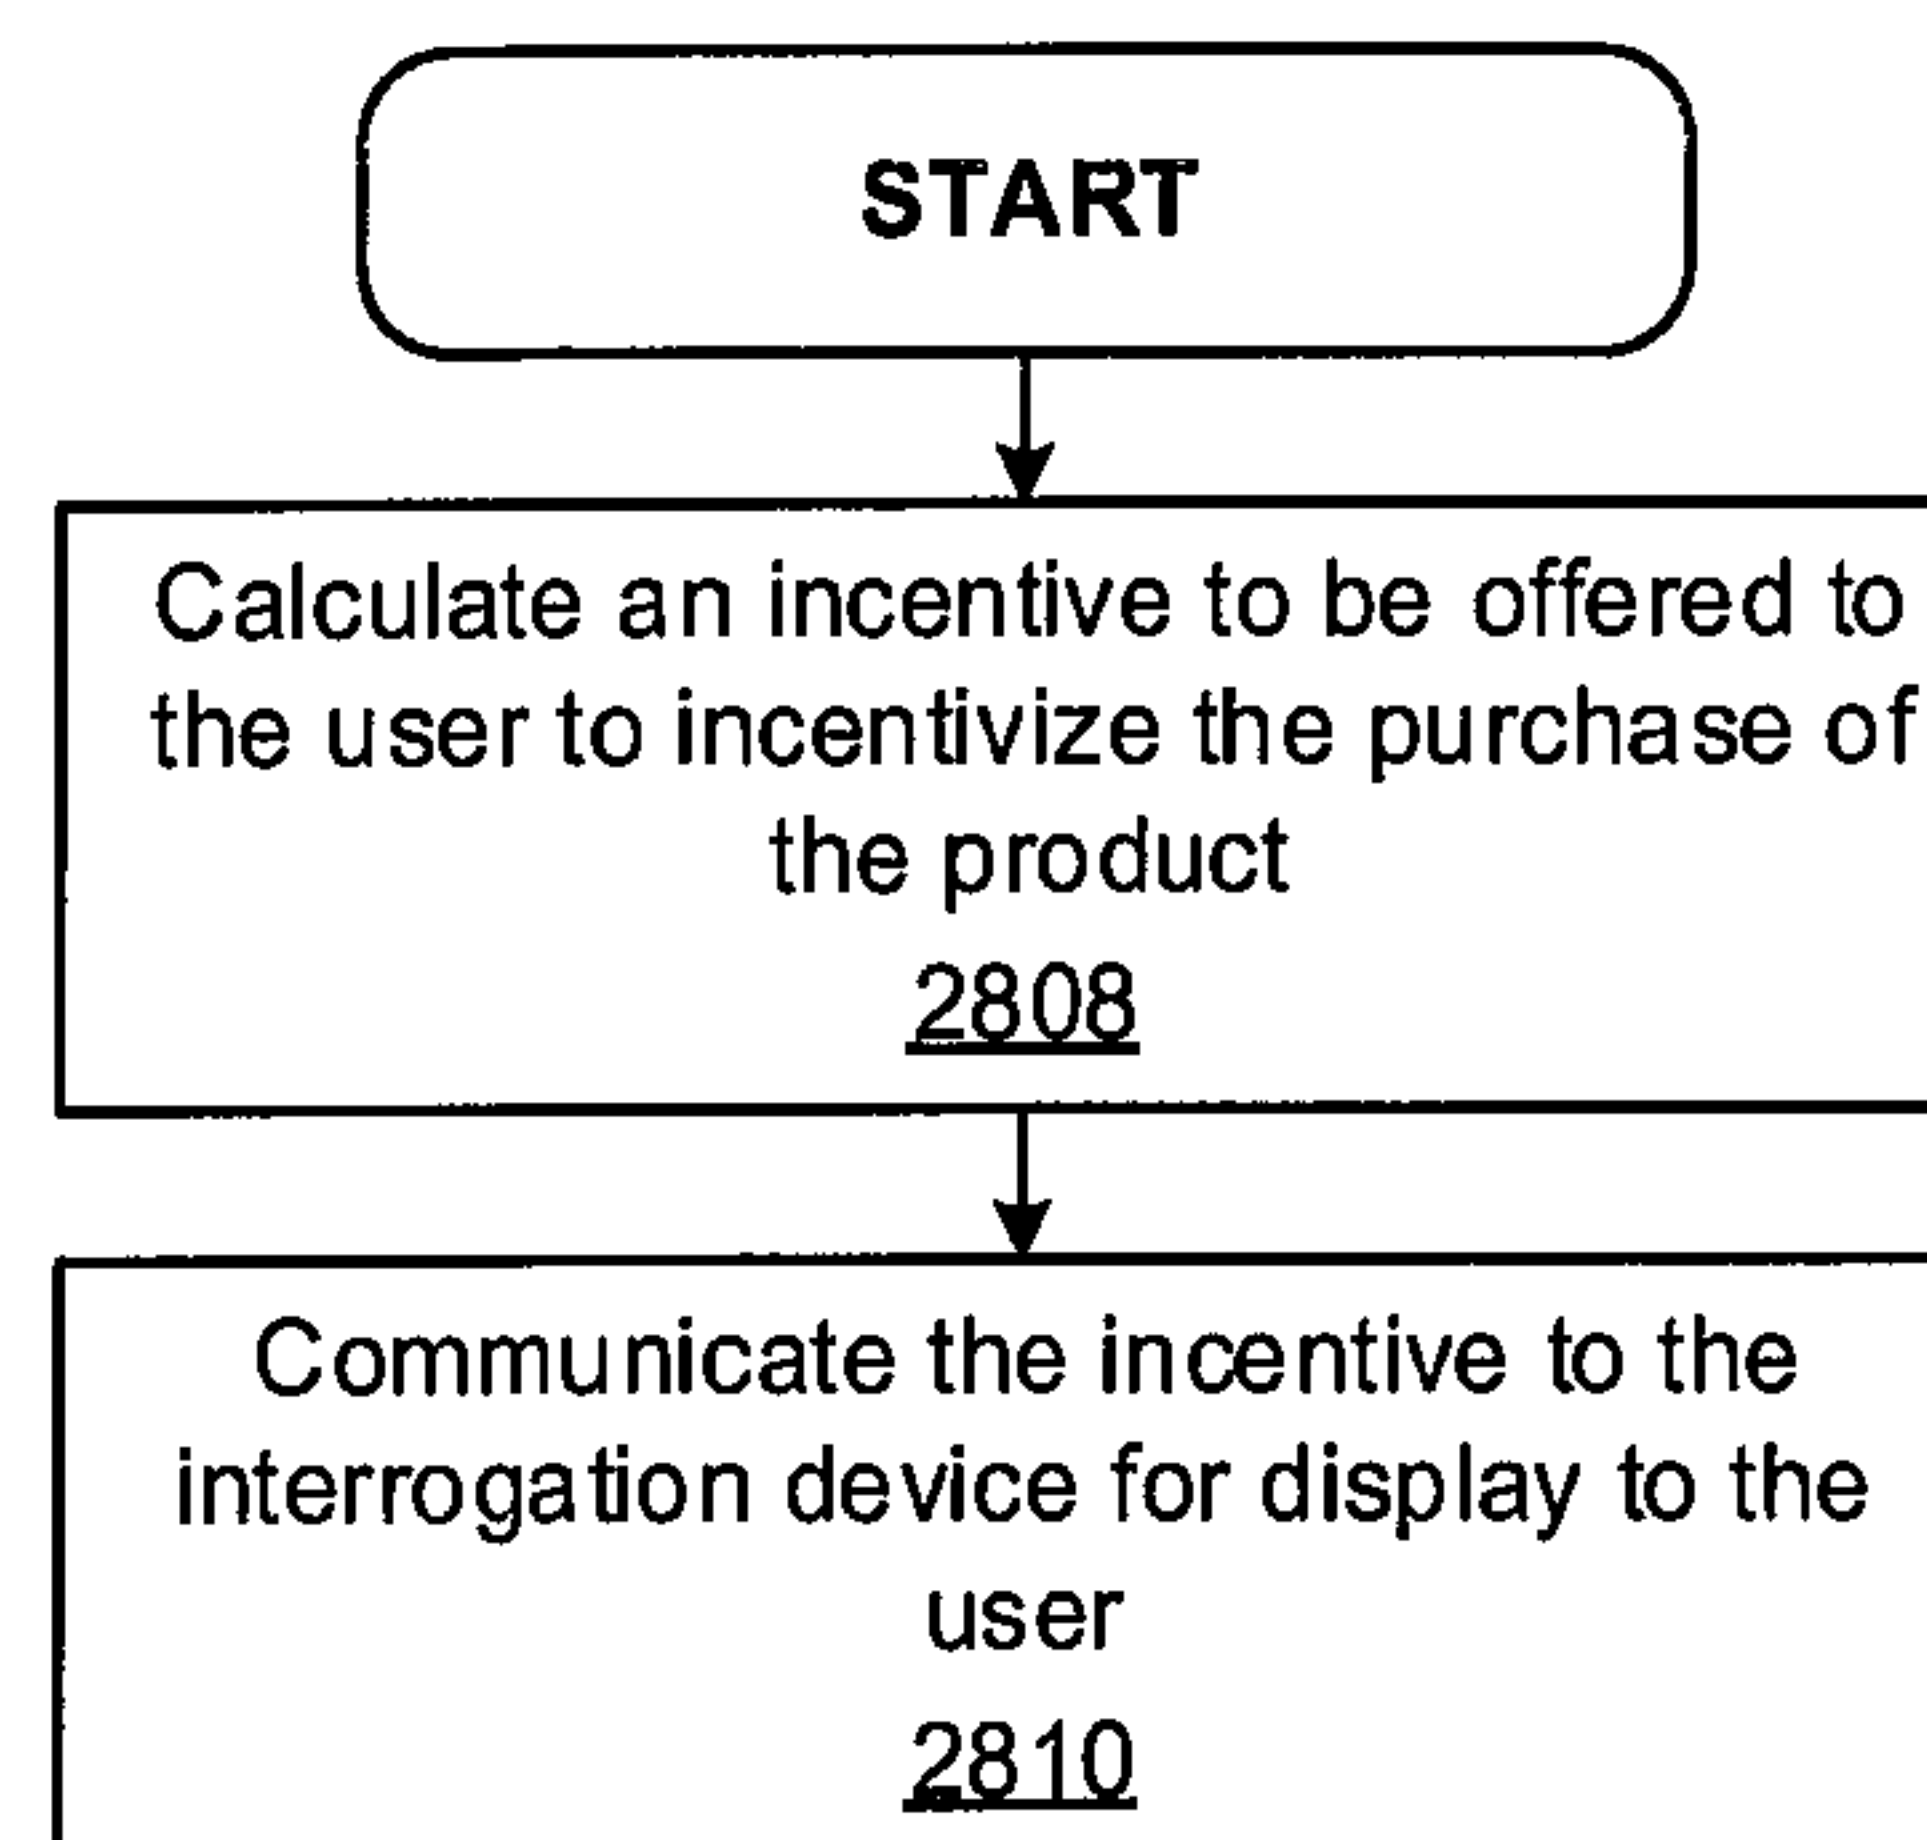 START
Calculate an incentive to be offered to
the user to incentivize the purchase of
the product
2808
Communicate the incentive to the
interrogation device for display to the
user
2810